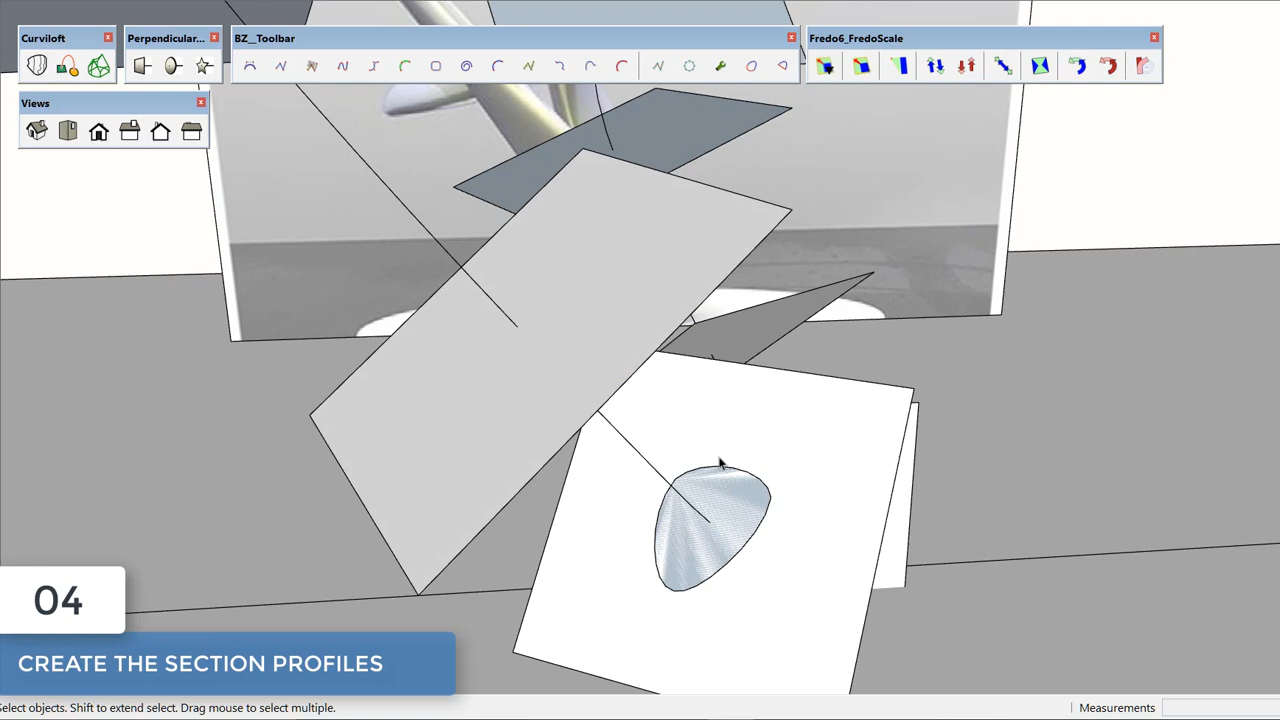 Curviloft
Perpendicular...
BZ__Toolbar
Fredo6_FredoScale
Views
04
CREATE THE SECTION PROFILES
Select objects. Shift to extend select. Drag mouse to select multiple.
Measurements